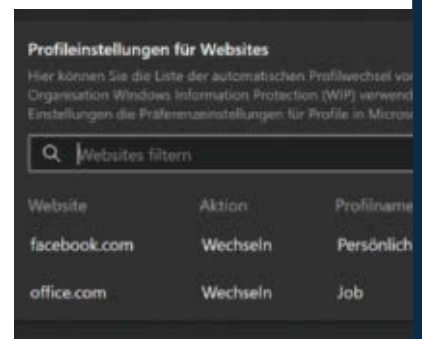 Profileinstellungen für Websites
Hier können Sie die Liste der automatischen Profilwechsel vo
Organisation Windows Information Protection (WIP) verwend
Einstellungen die Präferenzeinstellungen für Profile in Micros
Websites filtern
Website Aktion Profilname
facebook.com Wechseln Persönlich
office.com Wechseln Job